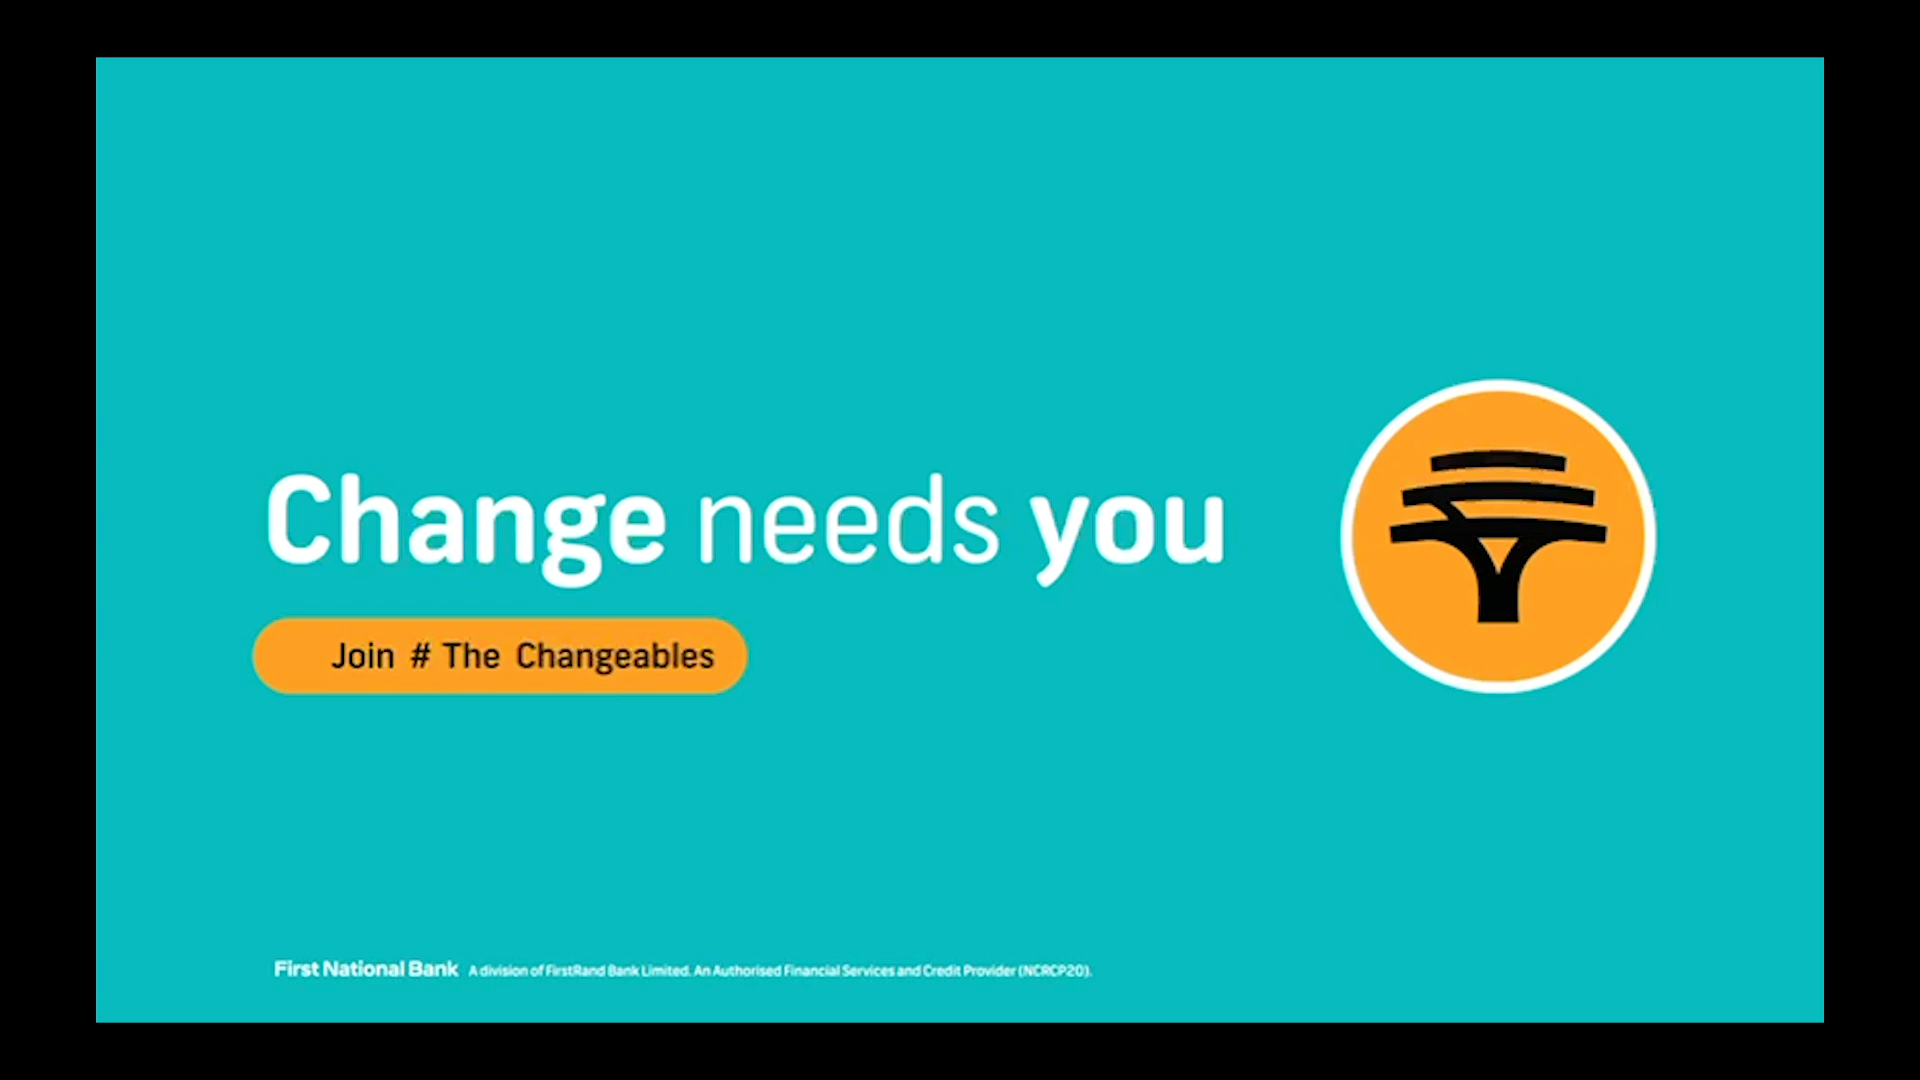 Change needs you
Join # The Changeables
First National Bank A division of FirstRand Bank Limited. An Authorised Financial Services and Credit Provider (NCRCP20).